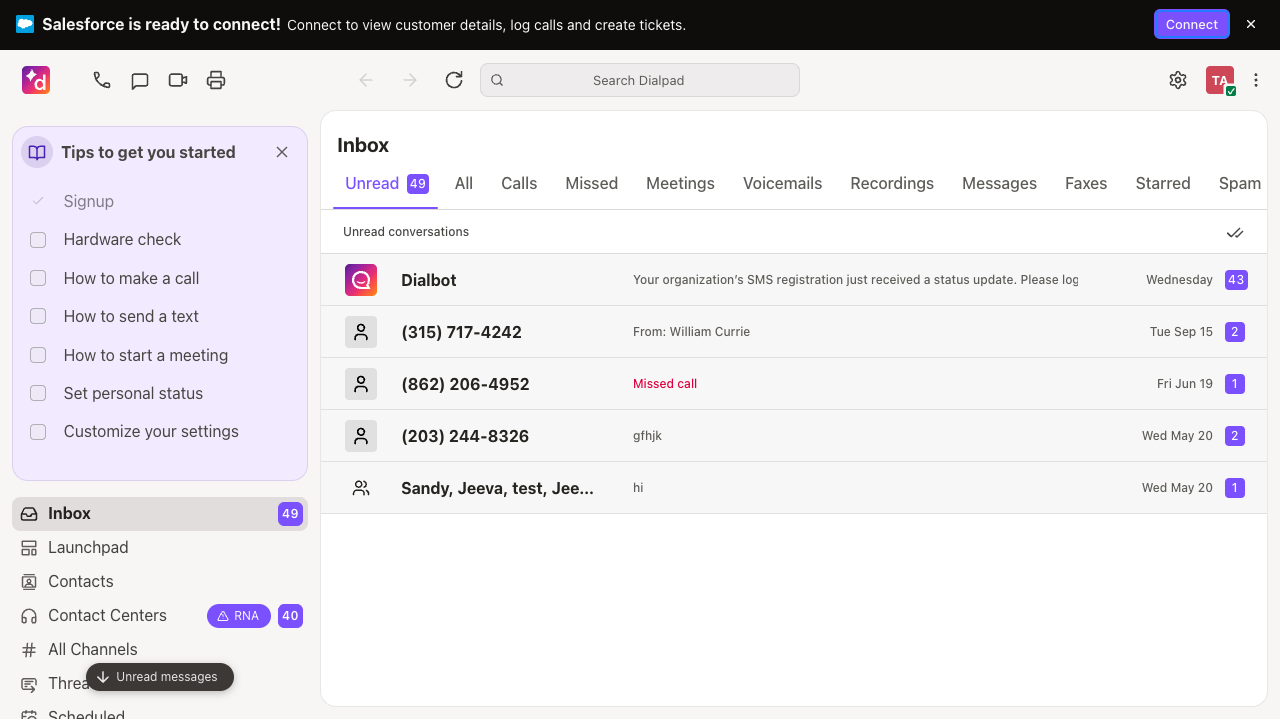 Salesforce is ready to connect! Connect to view customer details, log calls and create tickets.
Connect
Search Dialpad
TA
Tips to get you started
Signup
Hardware check
How to make a call
How to send a text
How to start a meeting
Set personal status
Customize your settings
Inbox 49
Launchpad
Contacts
Contact Centers RNA 40
All Channels
Unread messages
Inbox
Unread 49 All Calls Missed Meetings Voicemails Recordings Messages Faxes Starred Spam
Unread conversations
Dialbot Your organization's SMS registration just received a status update. Please log Wednesday 43
(315) 717-4242 From: William Currie Tue Sep 15 2
(862) 206-4952 Missed call Fri Jun 19 1
(203) 244-8326 gfhjk Wed May 20 2
Sandy, Jeeva, test, Jee... hi Wed May 20 1